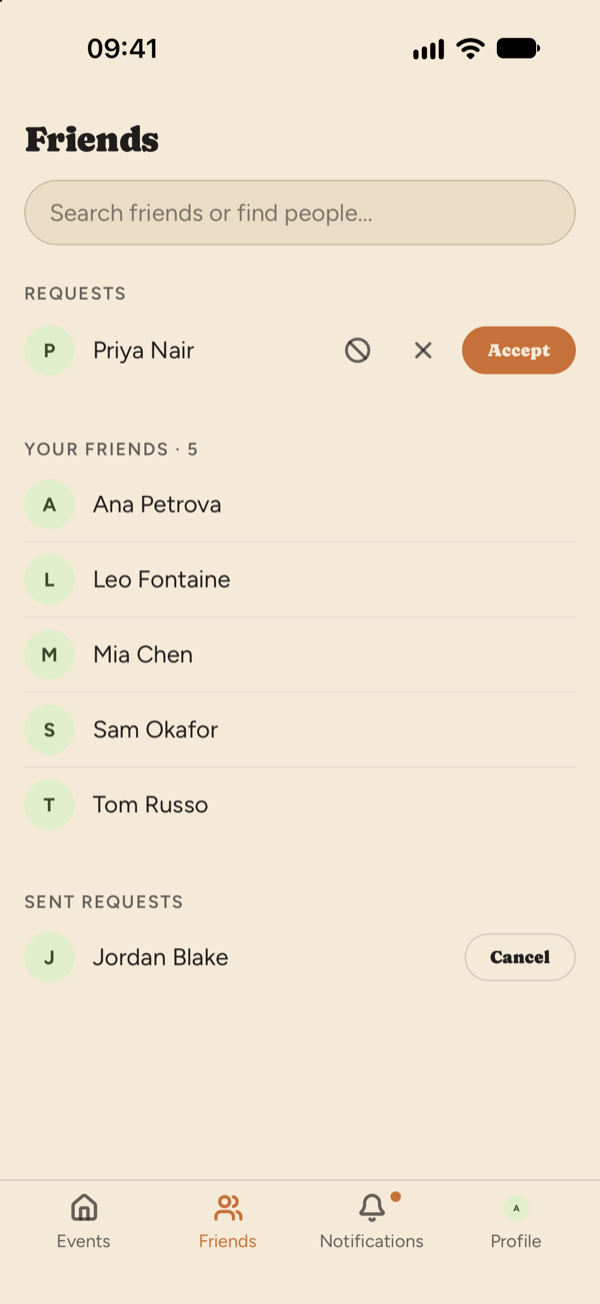 09:41
Friends
Search friends or find people...
REQUESTS
P Priya Nair Accept
YOUR FRIENDS · 5
A Ana Petrova
L Leo Fontaine
M Mia Chen
S Sam Okafor
T Tom Russo
SENT REQUESTS
J Jordan Blake Cancel
A
Events Friends Notifications Profile